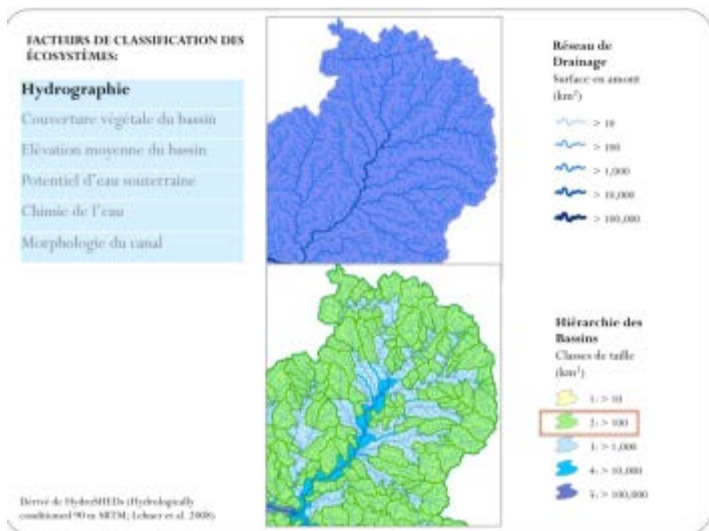 FACTEURS DE CLASSIFICATION DES
ÉCOSYSTÈMES:
Hydrographie
Couverture végétale du bassin
Elévation moyenne du bassin
Potentiel d'eau souterraine
Chimie de l'eau
Morphologie du canal
Réseau de
Drainage
Surface en amont
(km²)
> 10
> 100
> 1,000
> 10,000
> 100,000
Hiérarchie des
Bassins
Classes de taille
(km²)
1: > 10
2: > 100
3: > 1,000
4: > 10,000
5: > 100,000
Dérivé de HydroSHEDs (Hydrologically
conditioned 90 m SRTM; Lehner et al. 2008)